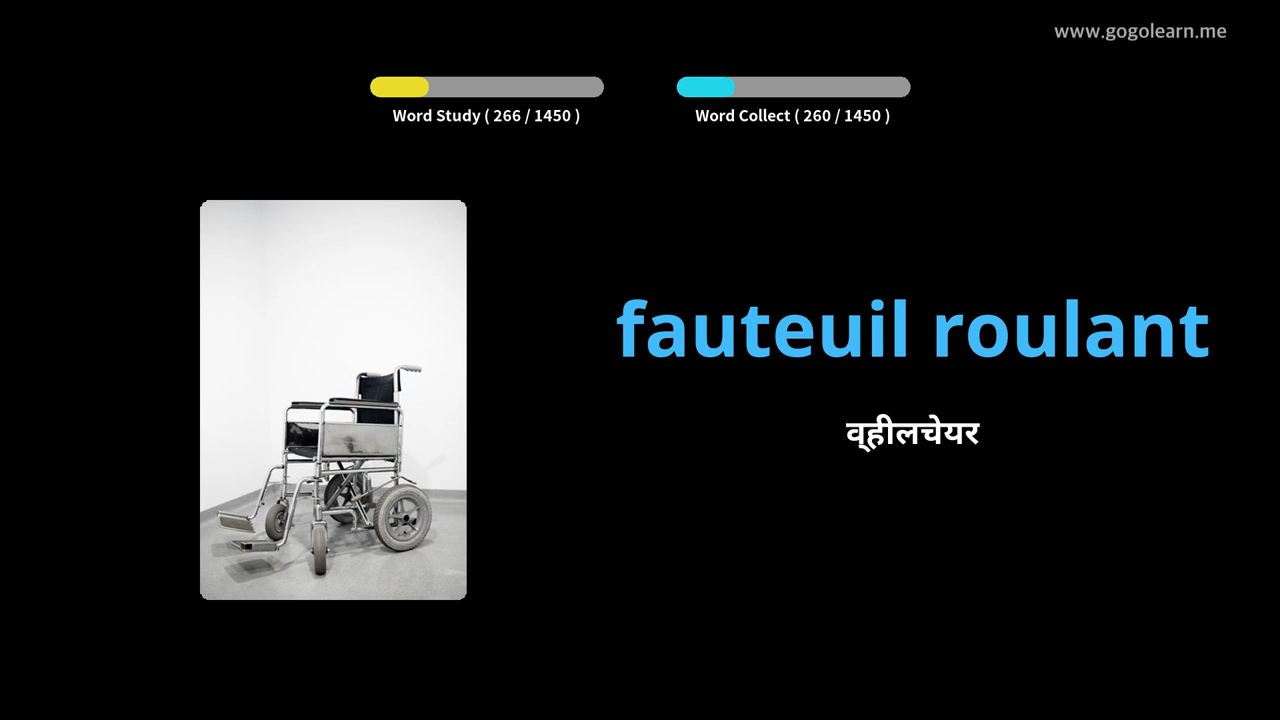 www.gogolearn.me
Word Study ( 266 / 1450 )
Word Collect ( 260 / 1450 )
fauteuil roulant
व्हीलचेयर